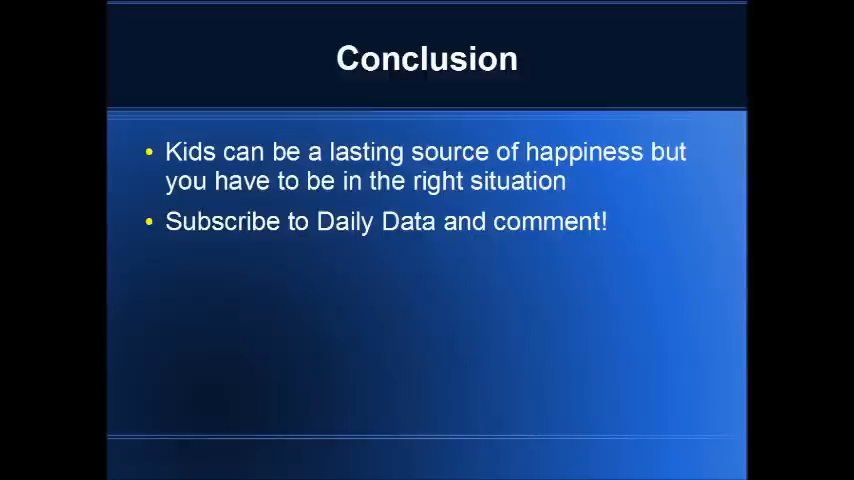 Conclusion
• Kids can be a lasting source of happiness but
you have to be in the right situation
• Subscribe to Daily Data and comment!